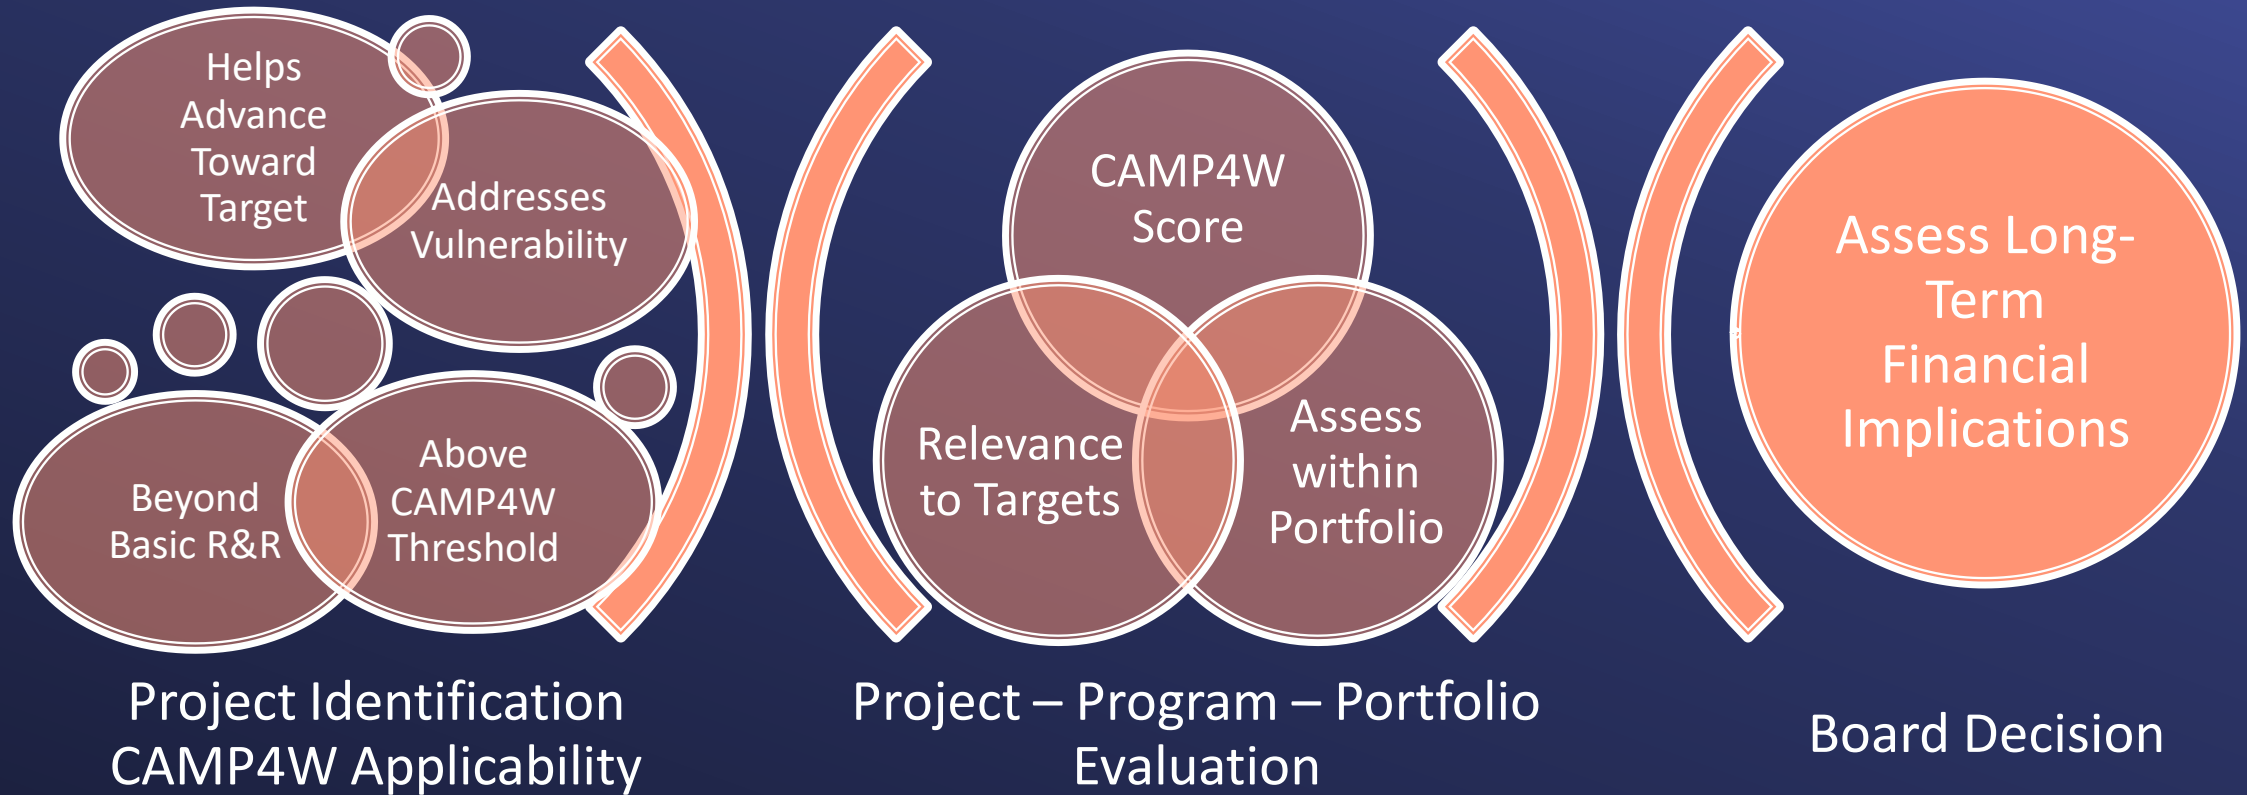 Helps
Advance
Toward
Target
Addresses
Vulnerability
Beyond
Basic R&R
Above
CAMP4W
Threshold
Project Identification
CAMP4W Applicability
CAMP4W
Score
Relevance
to Targets
Assess
within
Portfolio
Project – Program – Portfolio
Evaluation
Assess Long-
Term
Financial
Implications
Board Decision